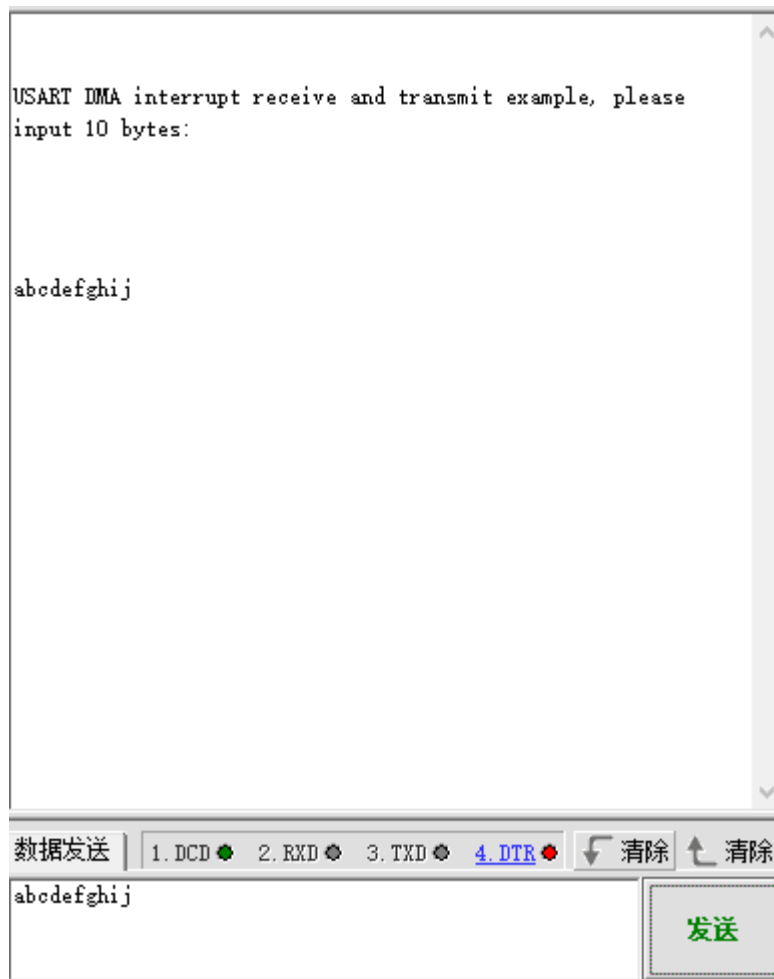 USART DMA interrupt receive and transmit example, please
input 10 bytes:
abcdefghij
数据发送 1.DCD 2.RXD 3.TXD 4.DTR 清除 清除
abcdefghij
发送